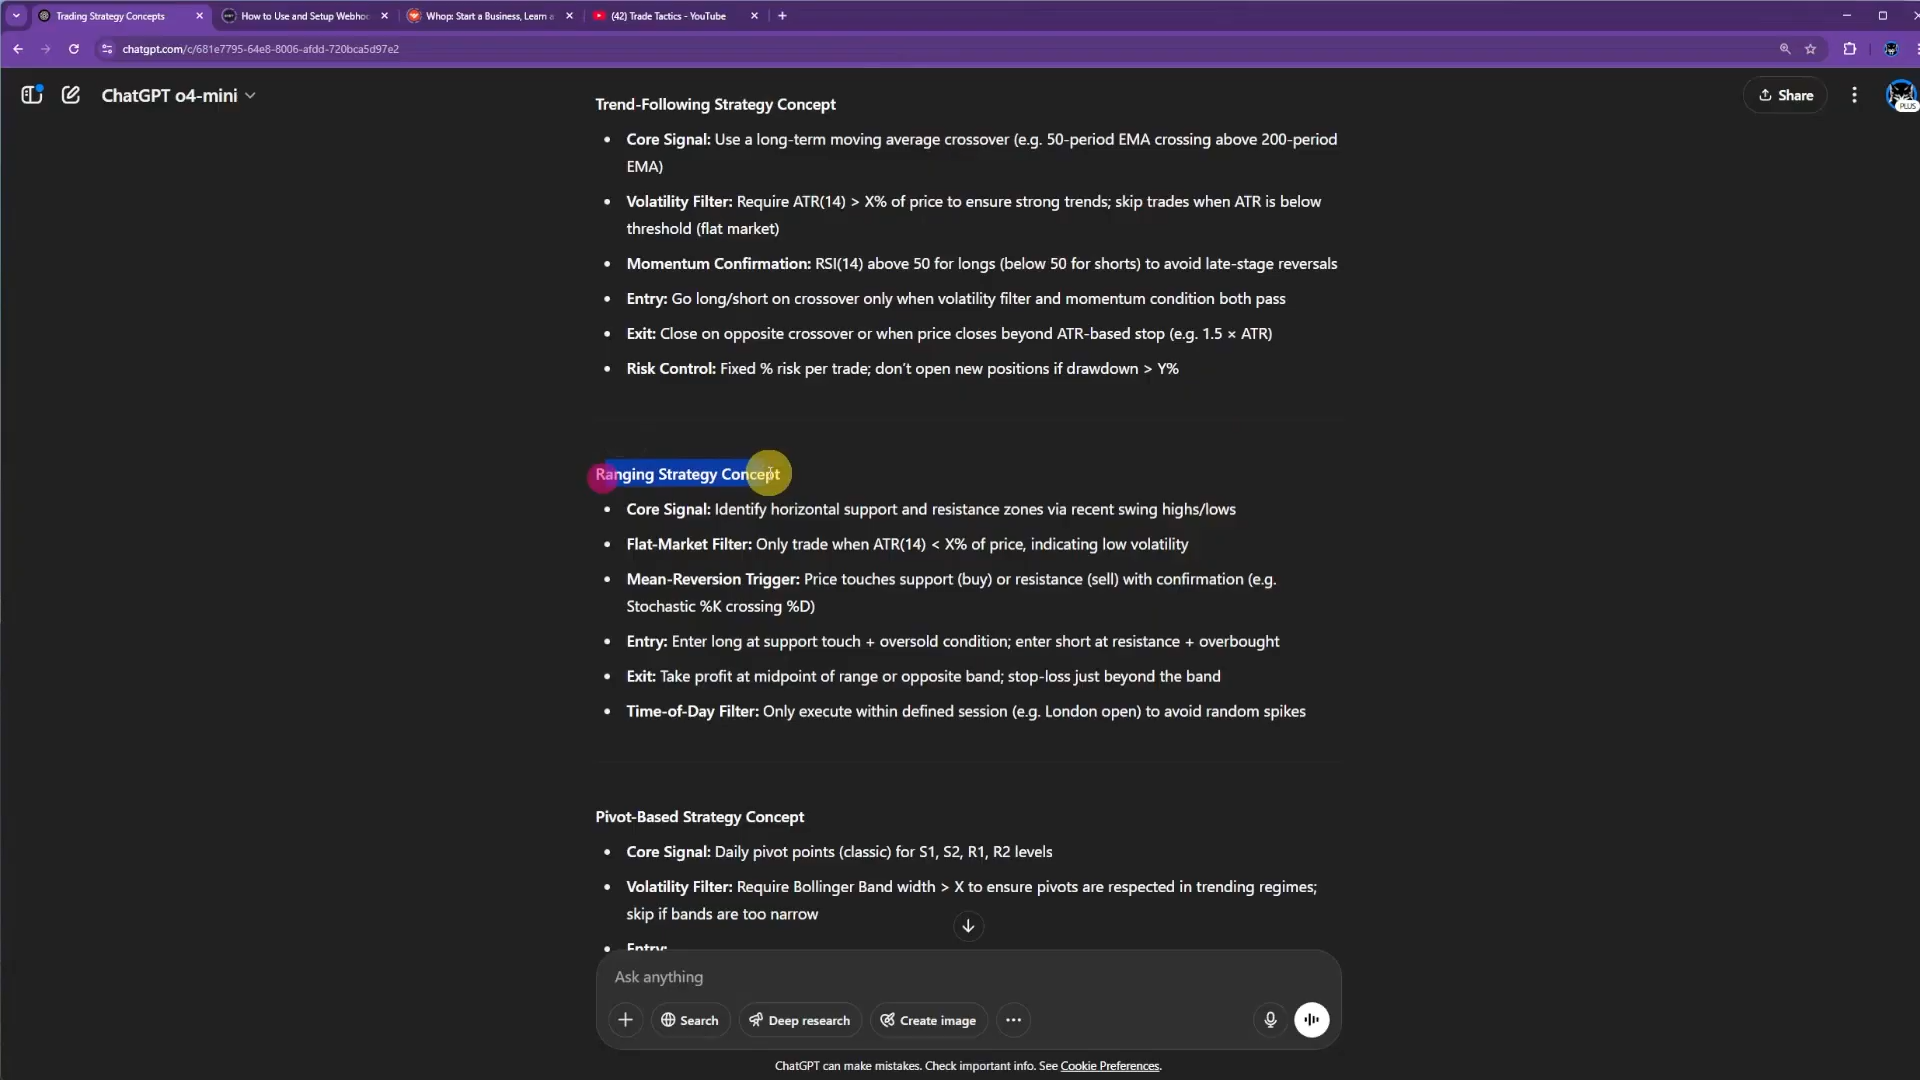 Trading Strategy Concepts
How to Use and Setup Webhoo
Whop: Start a Business, Learn a
(42) Trade Tactics - YouTube
chatgpt.com/c/681e7795-64e8-8006-afdd-720bca5d97e2
ChatGPT o4-mini
Share
PLUS
Trend-Following Strategy Concept
• Core Signal: Use a long-term moving average crossover (e.g. 50-period EMA crossing above 200-period
EMA)
• Volatility Filter: Require ATR(14) > X% of price to ensure strong trends; skip trades when ATR is below
threshold (flat market)
• Momentum Confirmation: RSI(14) above 50 for longs (below 50 for shorts) to avoid late-stage reversals
• Entry: Go long/short on crossover only when volatility filter and momentum condition both pass
• Exit: Close on opposite crossover or when price closes beyond ATR-based stop (e.g. 1.5 × ATR)
• Risk Control: Fixed % risk per trade; don’t open new positions if drawdown > Y%
Ranging Strategy Concept
• Core Signal: Identify horizontal support and resistance zones via recent swing highs/lows
• Flat-Market Filter: Only trade when ATR(14) < X% of price, indicating low volatility
• Mean-Reversion Trigger: Price touches support (buy) or resistance (sell) with confirmation (e.g.
Stochastic %K crossing %D)
• Entry: Enter long at support touch + oversold condition; enter short at resistance + overbought
• Exit: Take profit at midpoint of range or opposite band; stop-loss just beyond the band
• Time-of-Day Filter: Only execute within defined session (e.g. London open) to avoid random spikes
Pivot-Based Strategy Concept
• Core Signal: Daily pivot points (classic) for S1, S2, R1, R2 levels
• Volatility Filter: Require Bollinger Band width > X to ensure pivots are respected in trending regimes;
skip if bands are too narrow
• Entry:
Ask anything
Search
Deep research
Create image
ChatGPT can make mistakes. Check important info. See Cookie Preferences.